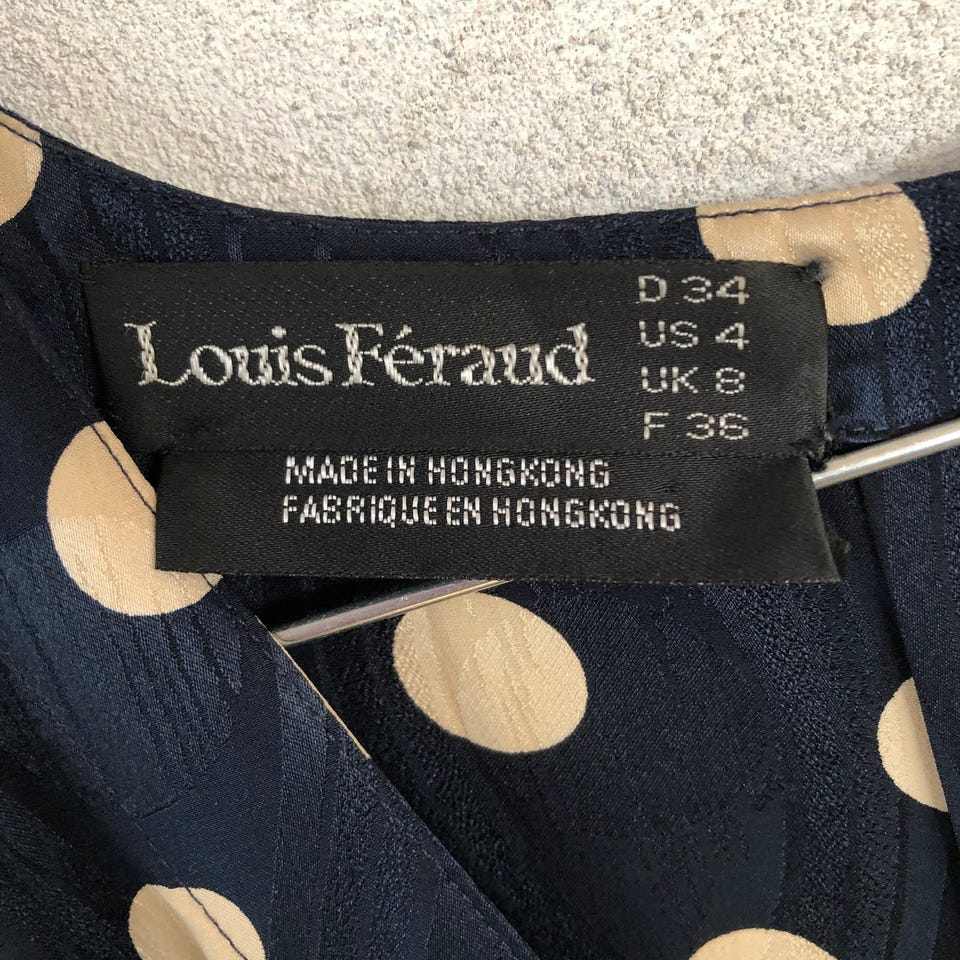 Louis Féraud
D 34
US 4
UK 8
F 36
MADE IN HONGKONG
FABRIQUE EN HONGKONG